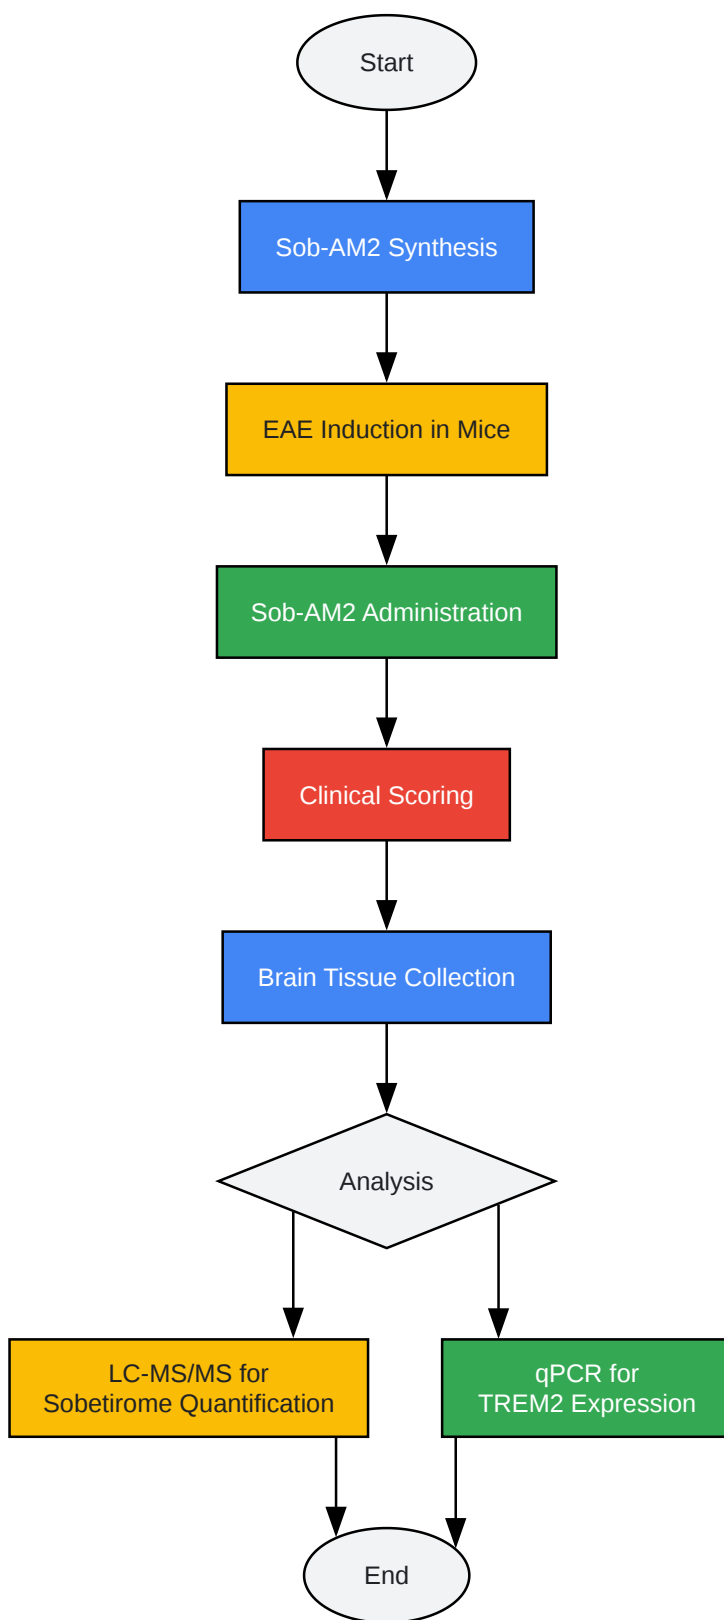 Start
Sob-AM2 Synthesis
EAE Induction in Mice
Sob-AM2 Administration
Clinical Scoring
Brain Tissue Collection
Analysis
LC-MS/MS for
Sobetirome Quantification
qPCR for
TREM2 Expression
End